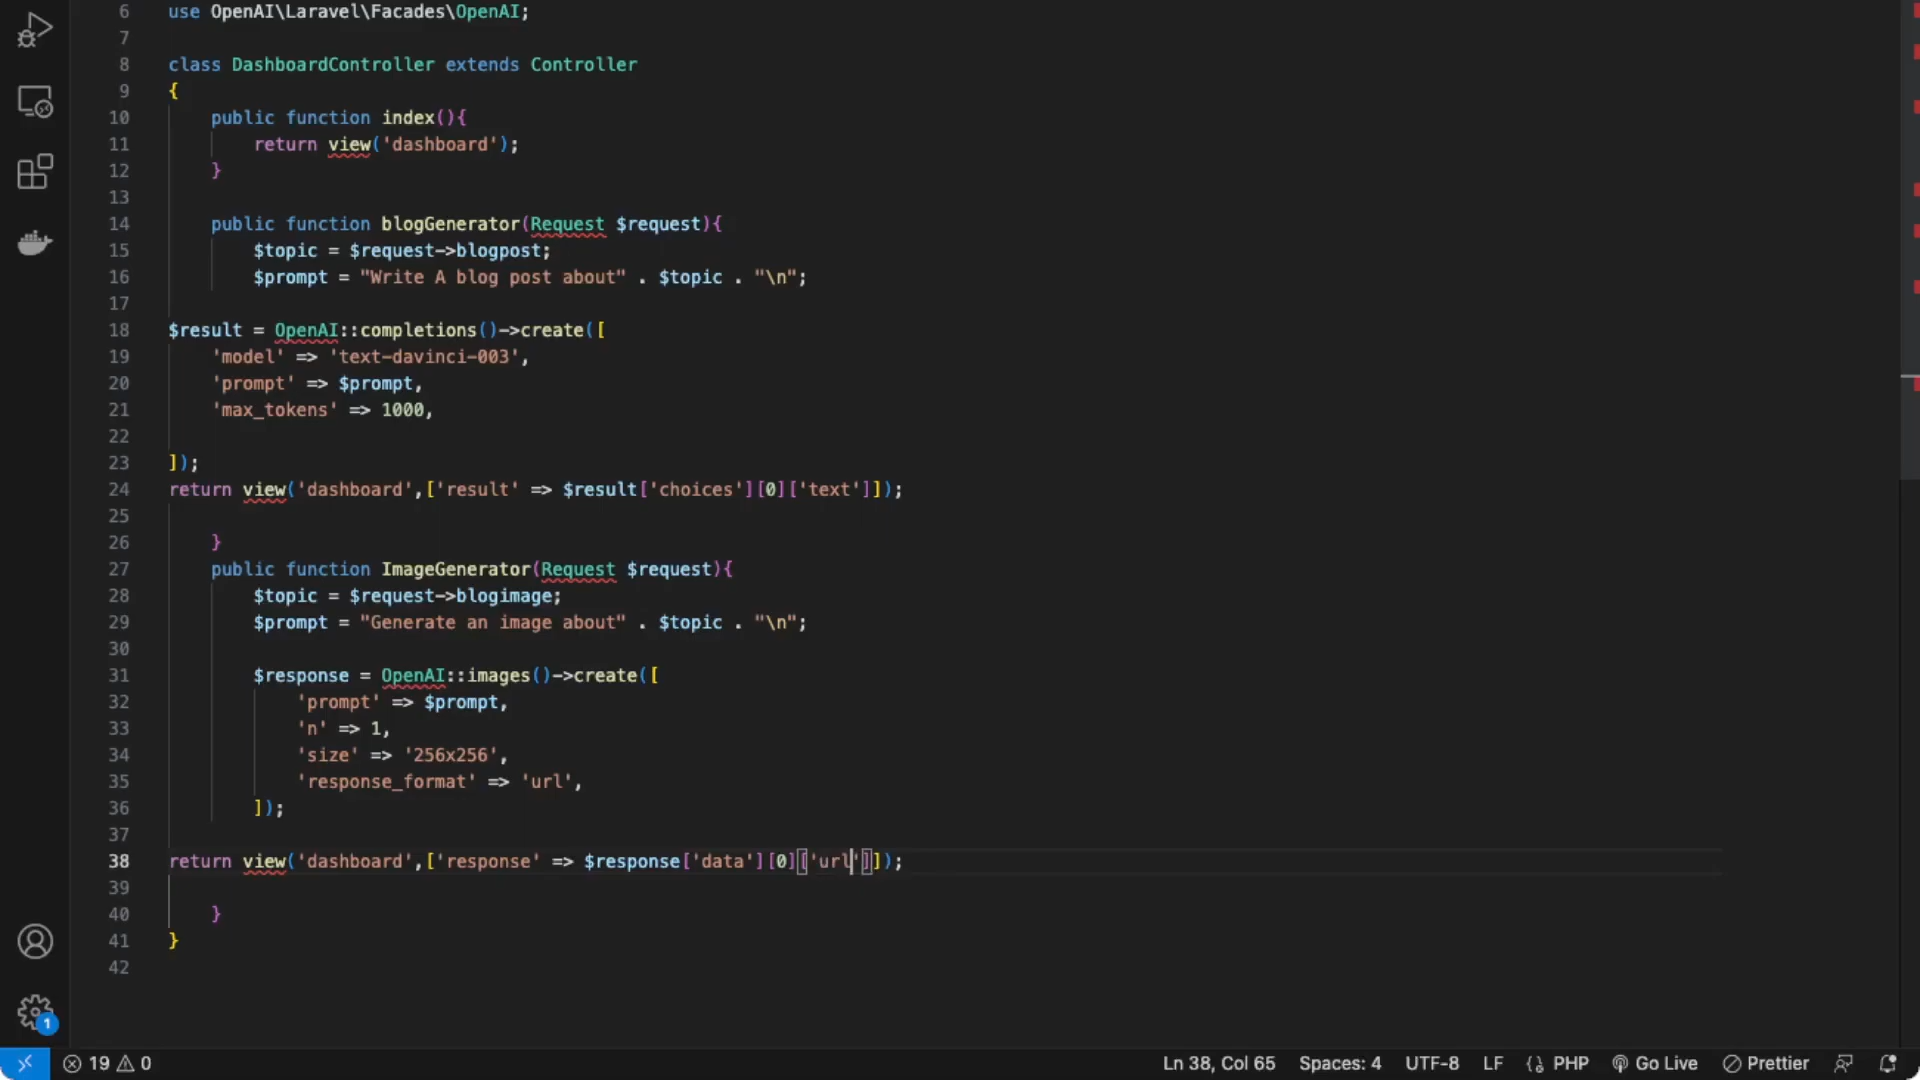 6 use OpenAI\Laravel\Facades\OpenAI;
7
8 class DashboardController extends Controller
9 {
10 public function index(){
11 return view('dashboard');
12 }
13
14 public function blogGenerator(Request $request){
15 $topic = $request->blogpost;
16 $prompt = "Write A blog post about" . $topic . "\n";
17
18 $result = OpenAI::completions()->create([
19 'model' => 'text-davinci-003',
20 'prompt' => $prompt,
21 'max_tokens' => 1000,
22
23 ]);
24 return view('dashboard',['result' => $result['choices'][0]['text']]);
25
26 }
27 public function ImageGenerator(Request $request){
28 $topic = $request->blogimage;
29 $prompt = "Generate an image about" . $topic . "\n";
30
31 $response = OpenAI::images()->create([
32 'prompt' => $prompt,
33 'n' => 1,
34 'size' => '256x256',
35 'response_format' => 'url',
36 ]);
37
38 return view('dashboard',['response' => $response['data'][0]['url']]);
39
40 }
41 }
42
1
19 0 Ln 38, Col 65 Spaces: 4 UTF-8 LF PHP Go Live Prettier